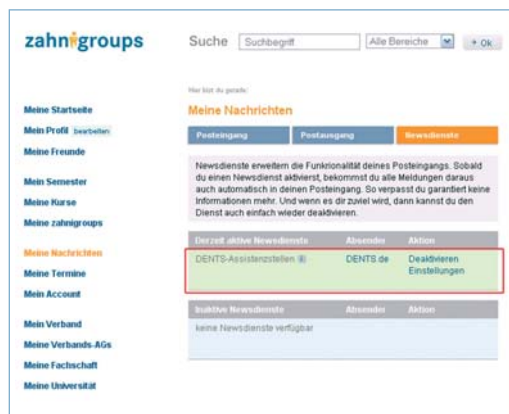 zahnigroups
Suche Suchbegriff Alle Bereiche + Ok
Hier bist du gerade:
Meine Nachrichten
Posteingang Postausgang Newsdienste
Newsdienste erweitern die Funktionalität deines Posteingangs. Sobald
du einen Newsdienst aktivierst, bekommst du alle Meldungen daraus
auch automatisch in deinen Posteingang. So verpasst du garantiert keine
Informationen mehr. Und wenn es dir zuviel wird, dann kannst du den
Dienst auch einfach wieder deaktivieren.
Derzeit aktive Newsdienste Absender Aktion
DENTS-Assistenzstellen DENTS.de Deaktivieren
Einstellungen
Inaktive Newsdienste Absender Aktion
keine Newsdienste verfügbar
Meine Startseite
Mein Profil bearbeiten
Meine Freunde
Mein Semester
Meine Kurse
Meine zahnigroups
Meine Nachrichten
Meine Termine
Mein Account
Mein Verband
Meine Verbands-AGs
Meine Fachschaft
Meine Universität